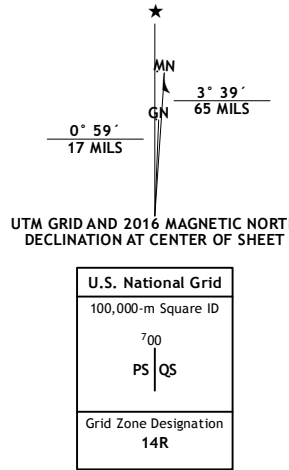 MN
3° 39´
65 MILS
GN
0° 59´
17 MILS
UTM GRID AND 2016 MAGNETIC NORT
DECLINATION AT CENTER OF SHEET
U.S. National Grid
100,000-m Square ID
⁷00
PS QS
Grid Zone Designation
14R